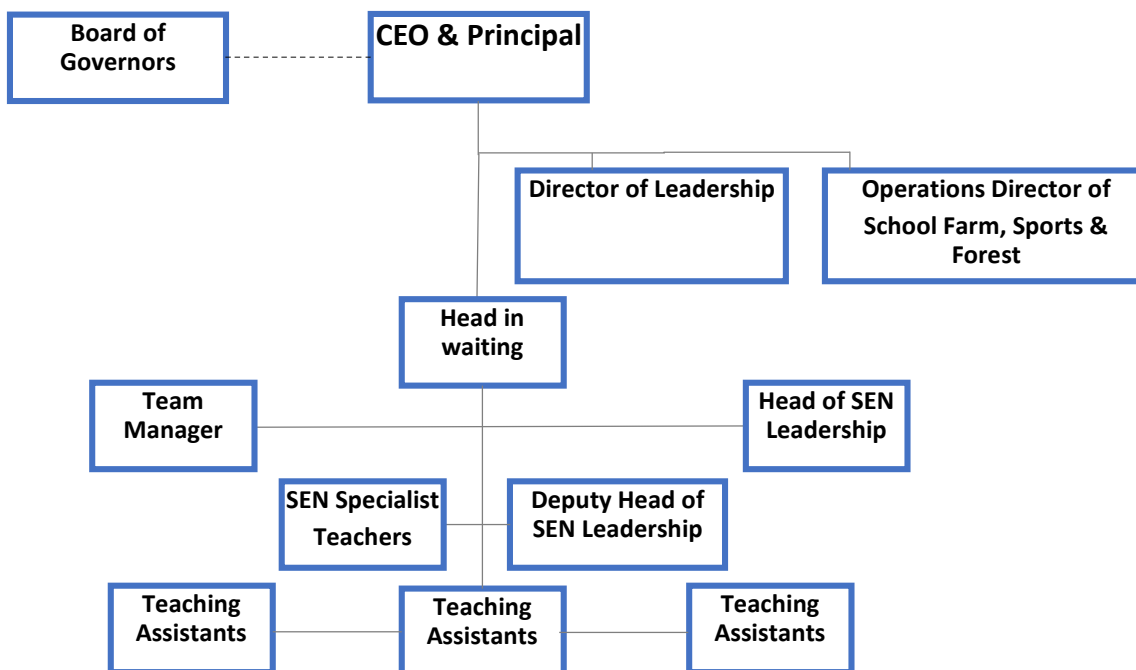 Board of
Governors
CEO & Principal
Director of Leadership
Operations Director of
School Farm, Sports &
Forest
Head in
waiting
Team
Manager
Head of SEN
Leadership
SEN Specialist
Teachers
Deputy Head of
SEN Leadership
Teaching
Assistants
Teaching
Assistants
Teaching
Assistants